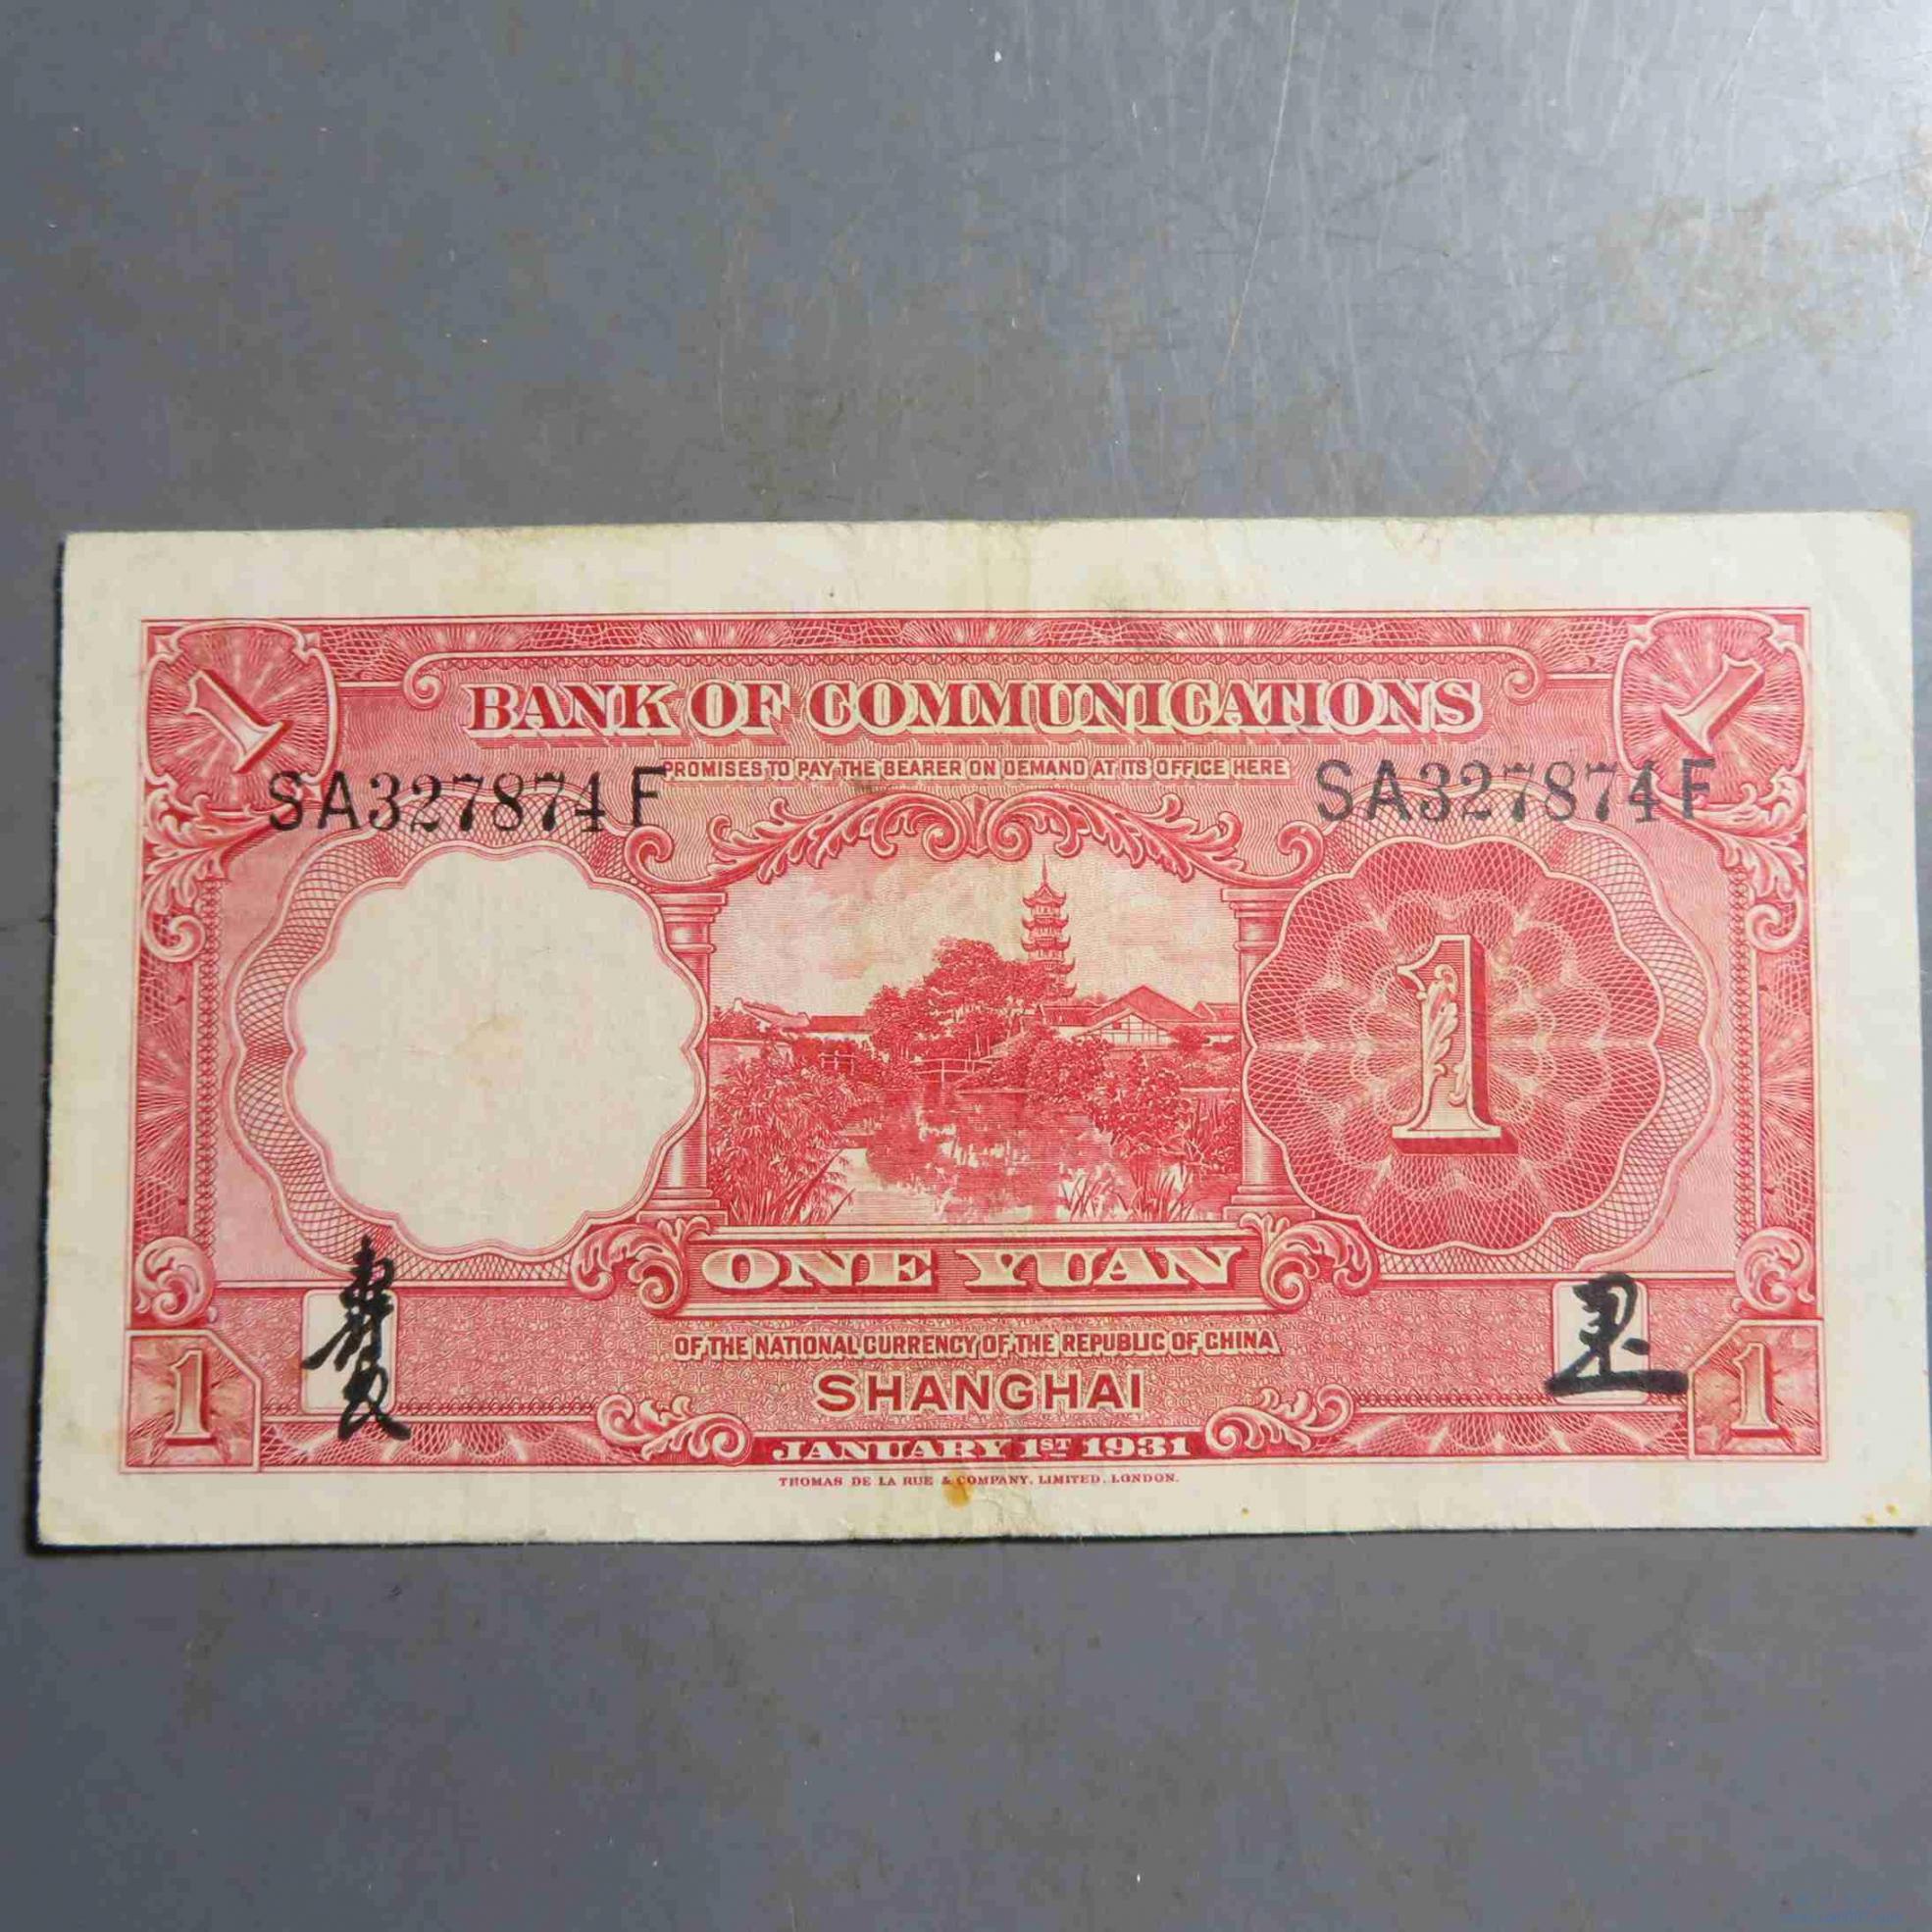 1 1
BANK OF COMMUNICATIONS
PROMISES TO PAY THE BEARER ON DEMAND AT ITS OFFICE HERE
SA327874F SA327874F
1
ONE YUAN
OF THE NATIONAL CURRENCY OF THE REPUBLIC OF CHINA
SHANGHAI
1 1
JANUARY 1ST 1931
THOMAS DE LA RUE & COMPANY, LIMITED, LONDON.